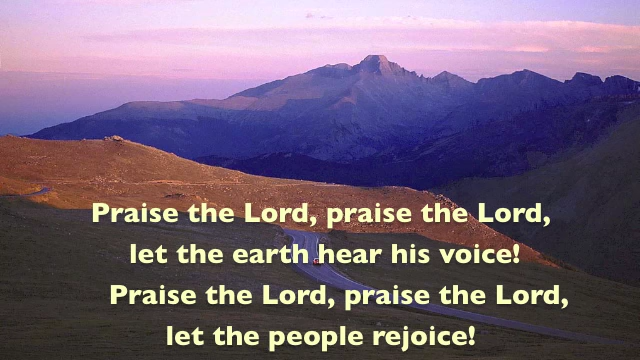 Praise the Lord, praise the Lord,
let the earth hear his voice!
Praise the Lord, praise the Lord,
let the people rejoice!